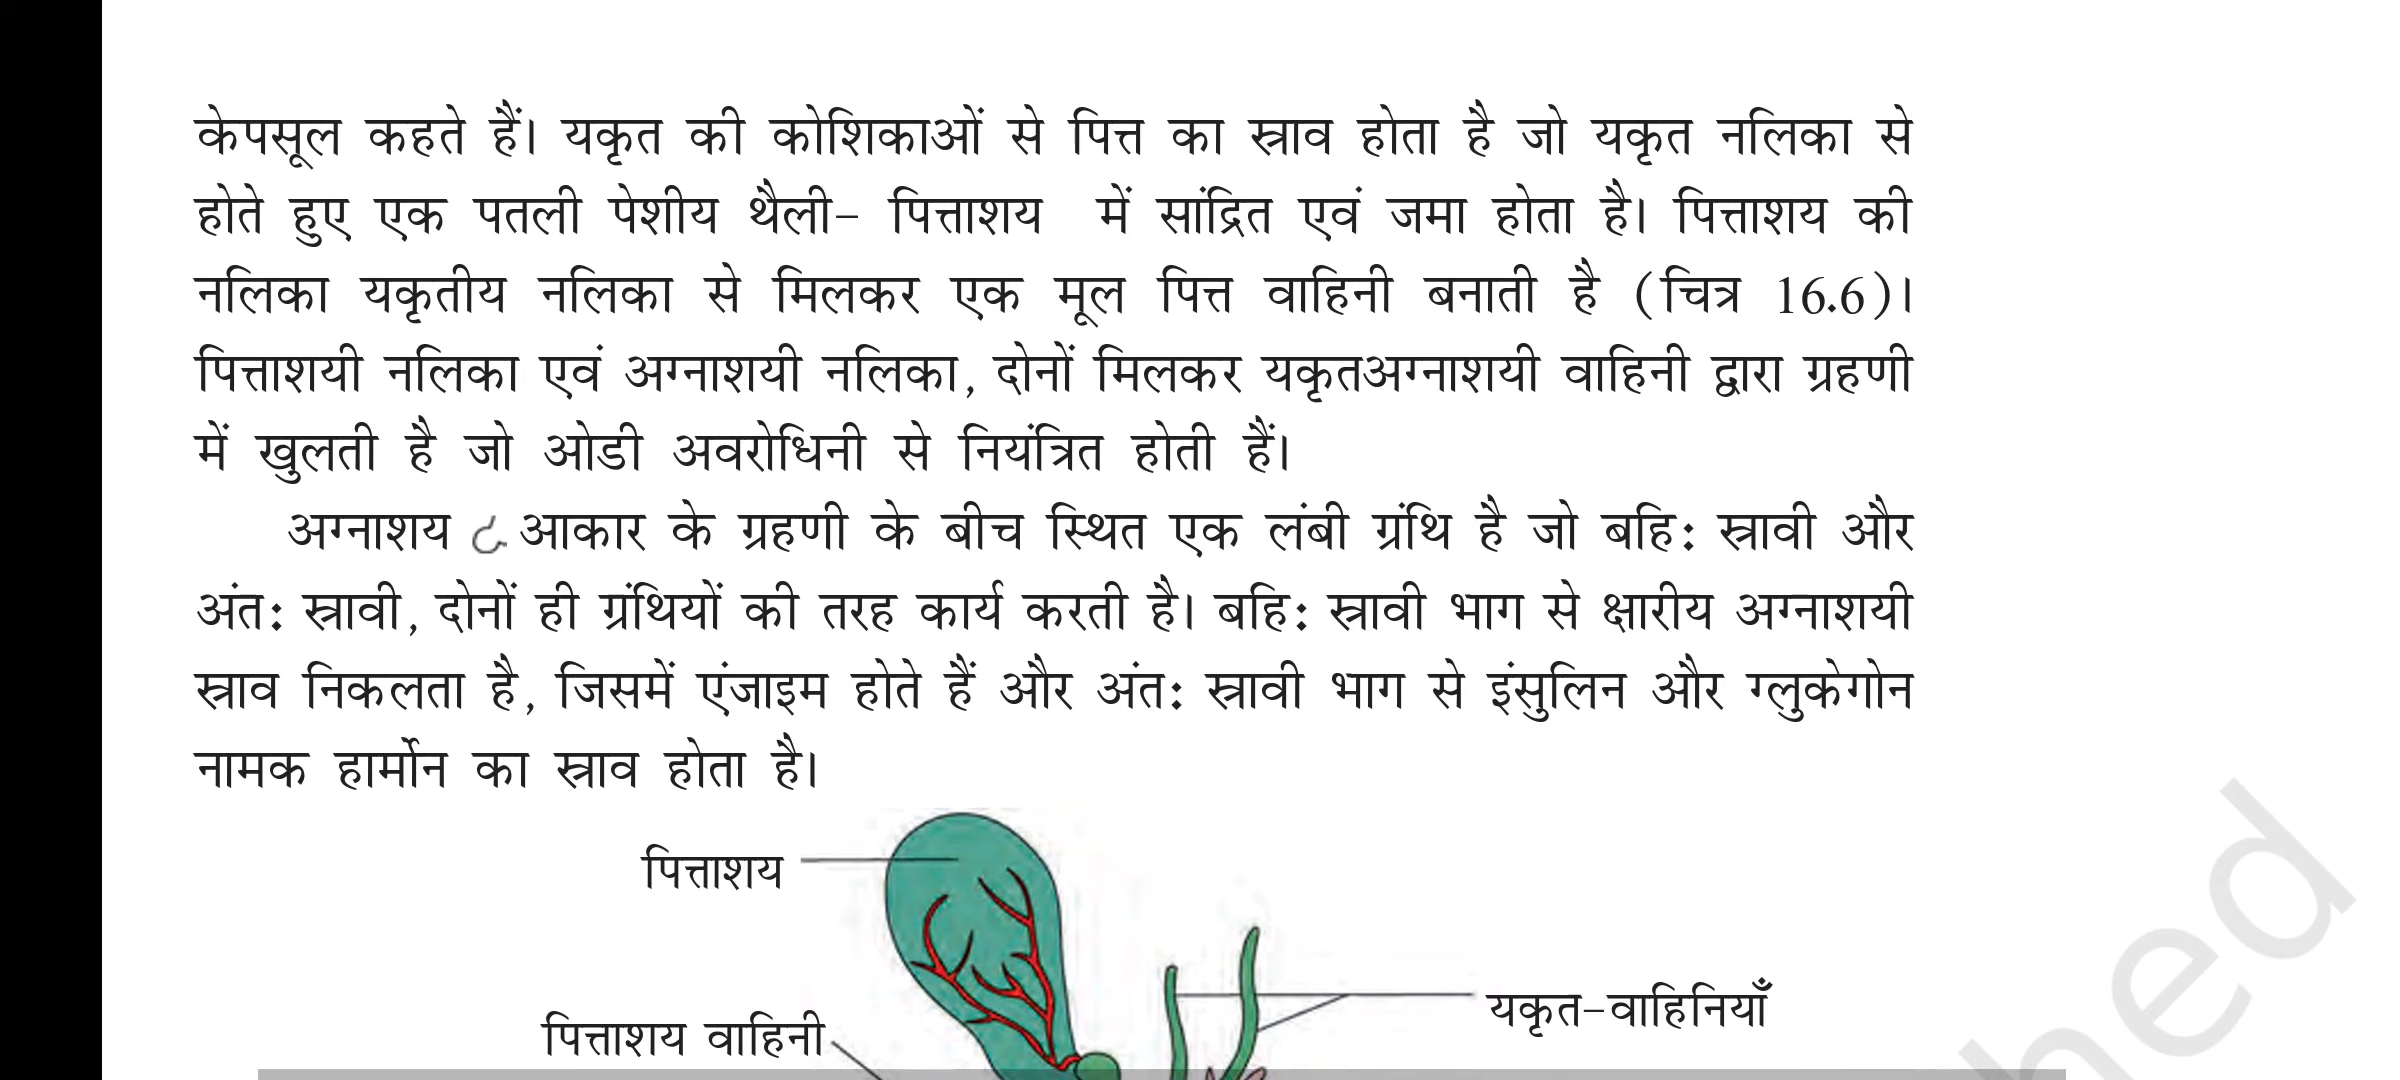 केपसूल कहते हैं। यकृत की कोशिकाओं से पित्त का स्राव होता है जो यकृत नलिका से
होते हुए एक पतली पेशीय थैली- पित्ताशय में सांद्रित एवं जमा होता है। पित्ताशय की
नलिका यकृतीय नलिका से मिलकर एक मूल पित्त वाहिनी बनाती है (चित्र 16.6)।
पित्ताशयी नलिका एवं अग्नाशयी नलिका, दोनों मिलकर यकृतअग्नाशयी वाहिनी द्वारा ग्रहणी
में खुलती है जो ओडी अवरोधिनी से नियंत्रित होती हैं।
अग्नाशय आकार के ग्रहणी के बीच स्थित एक लंबी ग्रंथि है जो बहि: स्रावी और
अंत: स्रावी, दोनों ही ग्रंथियों की तरह कार्य करती है। बहि: स्रावी भाग से क्षारीय अग्नाशयी
स्राव निकलता है, जिसमें एंजाइम होते हैं और अंत: स्रावी भाग से इंसुलिन और ग्लुकेगोन
नामक हार्मोन का स्राव होता है।
पित्ताशय
यकृत-वाहिनियाँ
पित्ताशय वाहिनी
hed